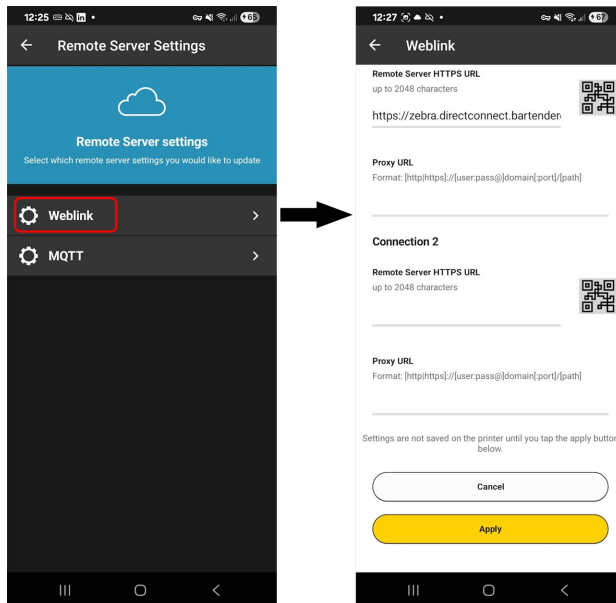 12:25
65
Remote Server Settings
Remote Server settings
Select which remote server settings you would like to update
Weblink
MQTT
12:27
67
Weblink
Remote Server HTTPS URL
up to 2048 characters
https://zebra.directconnect.bartender
Proxy URL
Format: [http|https]://[user:pass@]domain[:port]/[path]
Connection 2
Remote Server HTTPS URL
up to 2048 characters
Proxy URL
Format: [http|https]://[user:pass@]domain[:port]/[path]
Settings are not saved on the printer until you tap the apply button
below.
Cancel
Apply